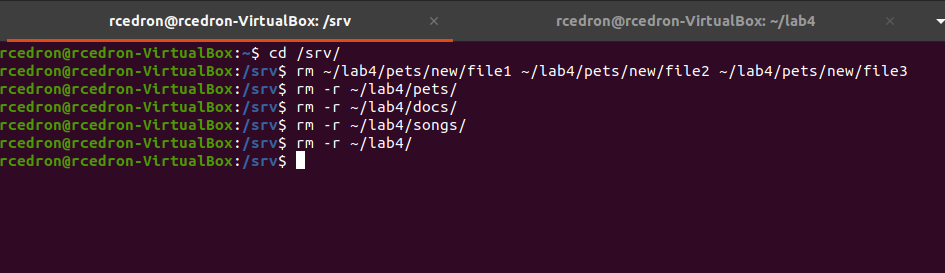 rcedron@rcedron-VirtualBox: /srv × rcedron@rcedron-VirtualBox: ~/lab4 ×
rcedron@rcedron-VirtualBox:~$ cd /srv/
rcedron@rcedron-VirtualBox:/srv$ rm ~/lab4/pets/new/file1 ~/lab4/pets/new/file2 ~/lab4/pets/new/file3
rcedron@rcedron-VirtualBox:/srv$ rm -r ~/lab4/pets/
rcedron@rcedron-VirtualBox:/srv$ rm -r ~/lab4/docs/
rcedron@rcedron-VirtualBox:/srv$ rm -r ~/lab4/songs/
rcedron@rcedron-VirtualBox:/srv$ rm -r ~/lab4/
rcedron@rcedron-VirtualBox:/srv$